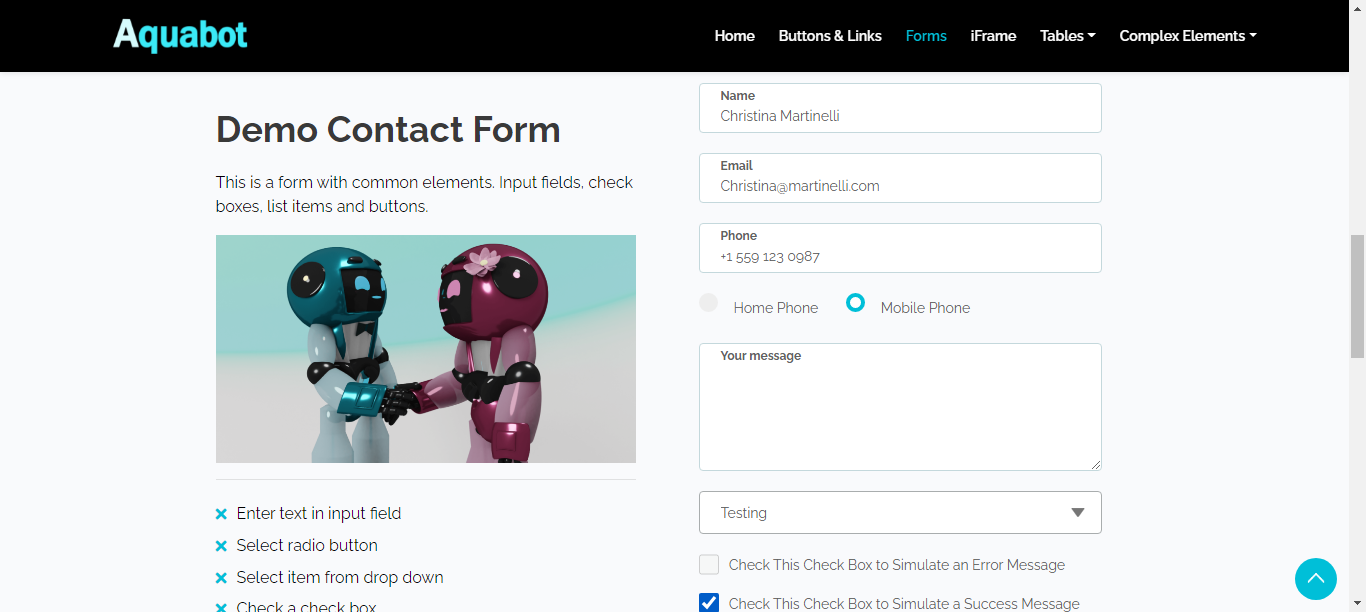 Aquabot
Home Buttons & Links Forms iFrame Tables Complex Elements
Demo Contact Form
This is a form with common elements. Input fields, check
boxes, list items and buttons.
Enter text in input field
Select radio button
Select item from drop down
Check a check box
Name
Christina Martinelli
Email
Christina@martinelli.com
Phone
+1 559 123 0987
Home Phone Mobile Phone
Your message
Testing
Check This Check Box to Simulate an Error Message
Check This Check Box to Simulate a Success Message